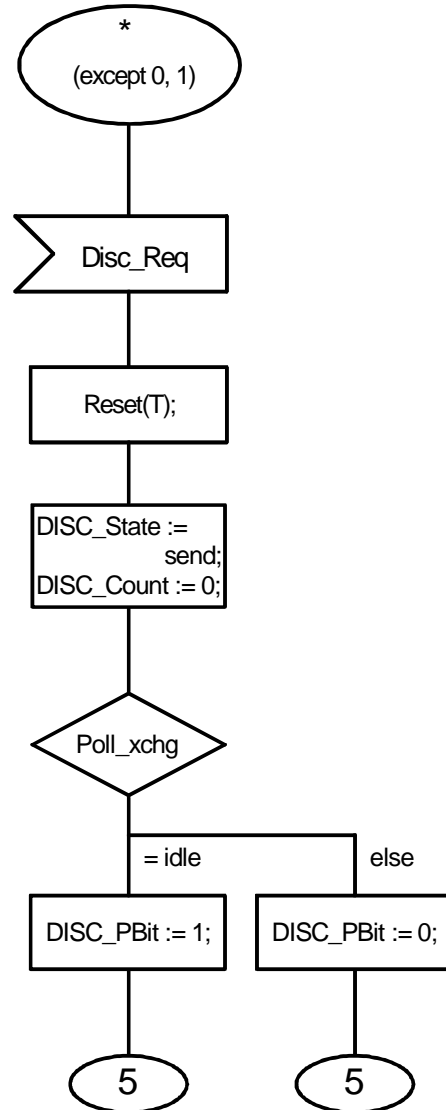 *
(except 0, 1)
Disc_Req
Reset(T);
DISC_State :=
send;
DISC_Count := 0;
Poll_xchg
= idle
else
DISC_PBit := 1;
DISC_PBit := 0;
5
5